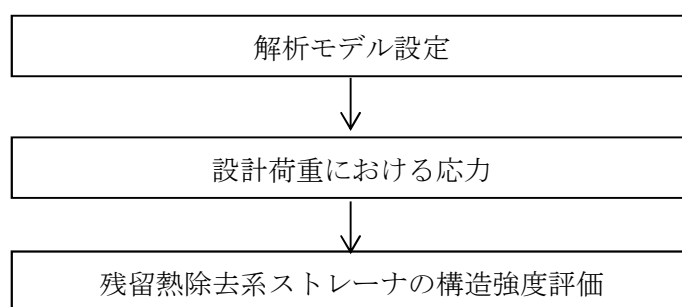 解析モデル設定
設計荷重における応力
残留熱除去系ストレーナの構造強度評価